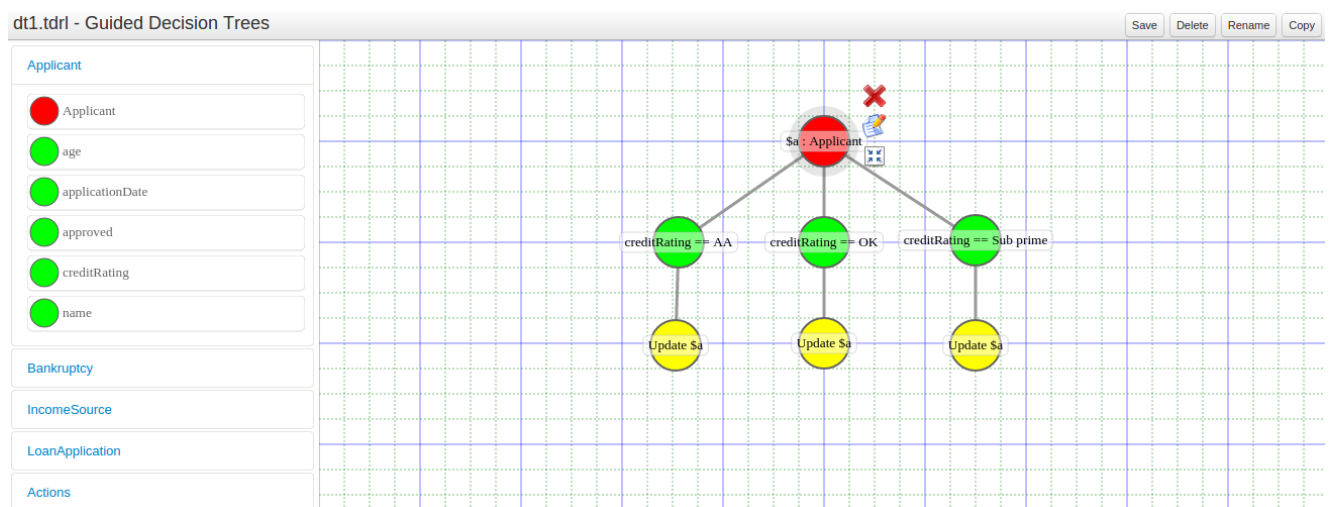 dt1.tdrl - Guided Decision Trees
Save
Delete
Rename
Copy
Applicant
Applicant
age
applicationDate
approved
creditRating
name
Bankruptcy
IncomeSource
LoanApplication
Actions
$a : Applicant
creditRating == AA
creditRating == OK
creditRating == Sub prime
Update $a
Update $a
Update $a